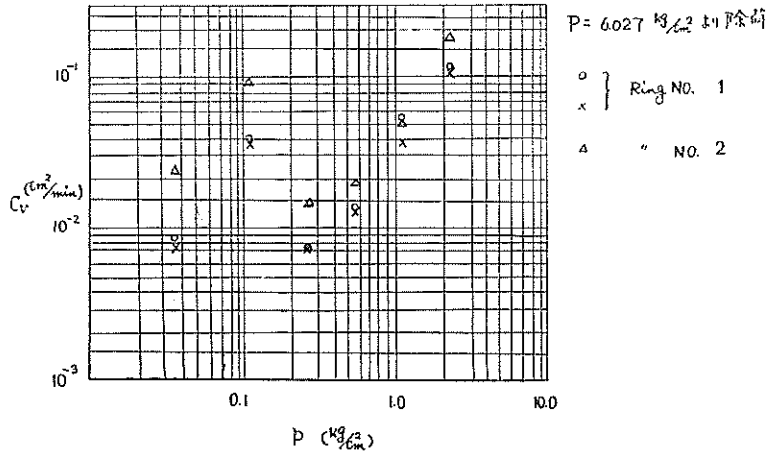 P = 6.027 kg/cm² より除荷
○
× } Ring NO. 1
△ 〃 NO. 2
10⁻¹
Cv (cm²/min)
10⁻²
10⁻³
0.1 1.0 10.0
P (kg/cm²)